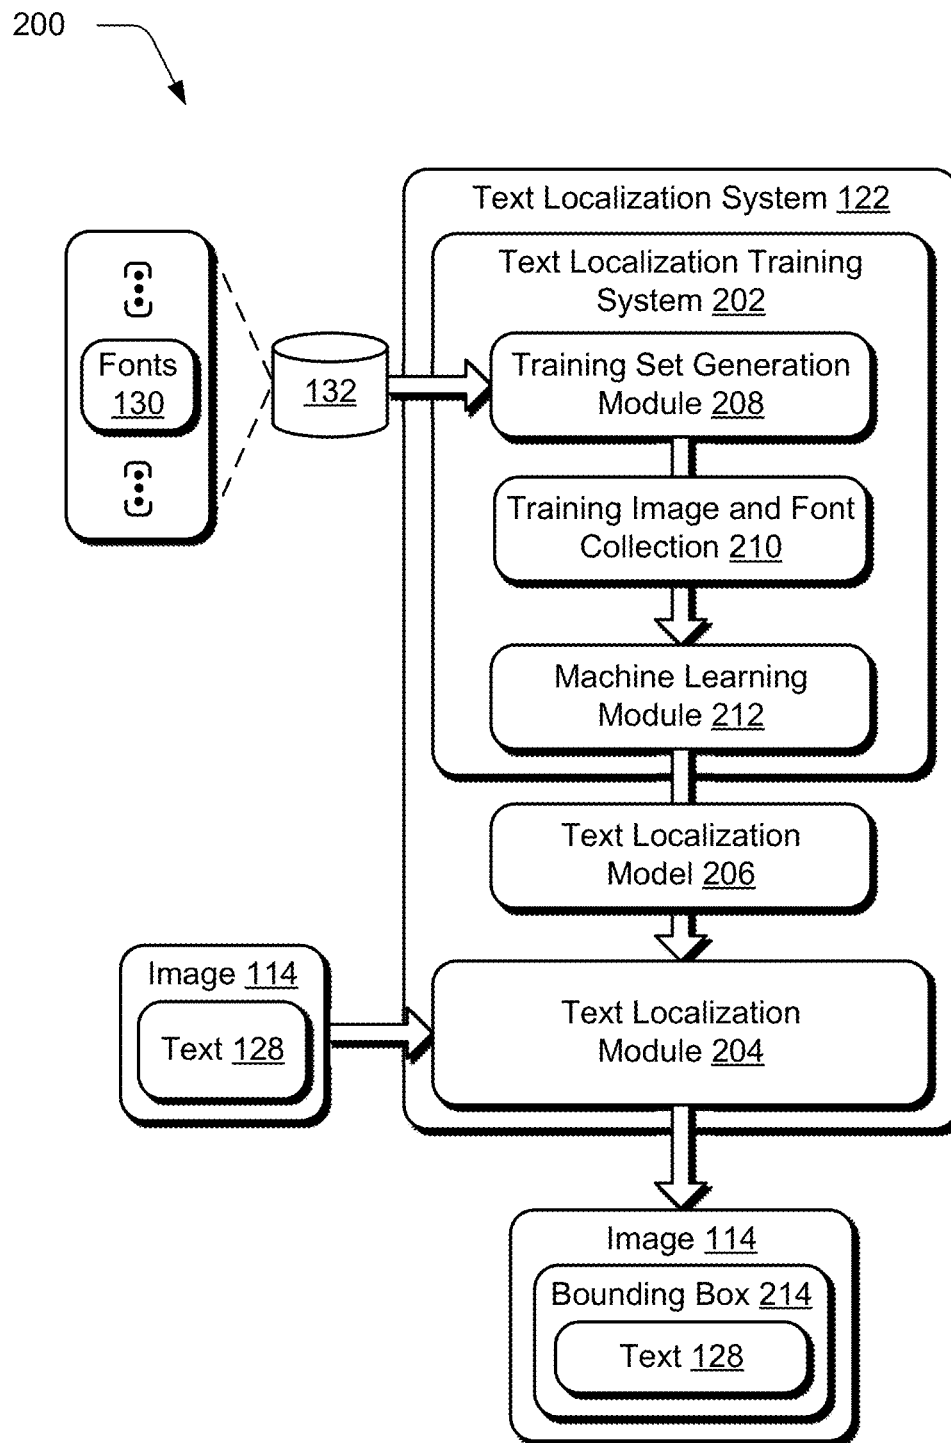 200
Text Localization System 122
Text Localization Training
System 202
Fonts
130
132
Training Set Generation
Module 208
Training Image and Font
Collection 210
Machine Learning
Module 212
Text Localization
Model 206
Image 114
Text 128
Text Localization
Module 204
Image 114
Bounding Box 214
Text 128